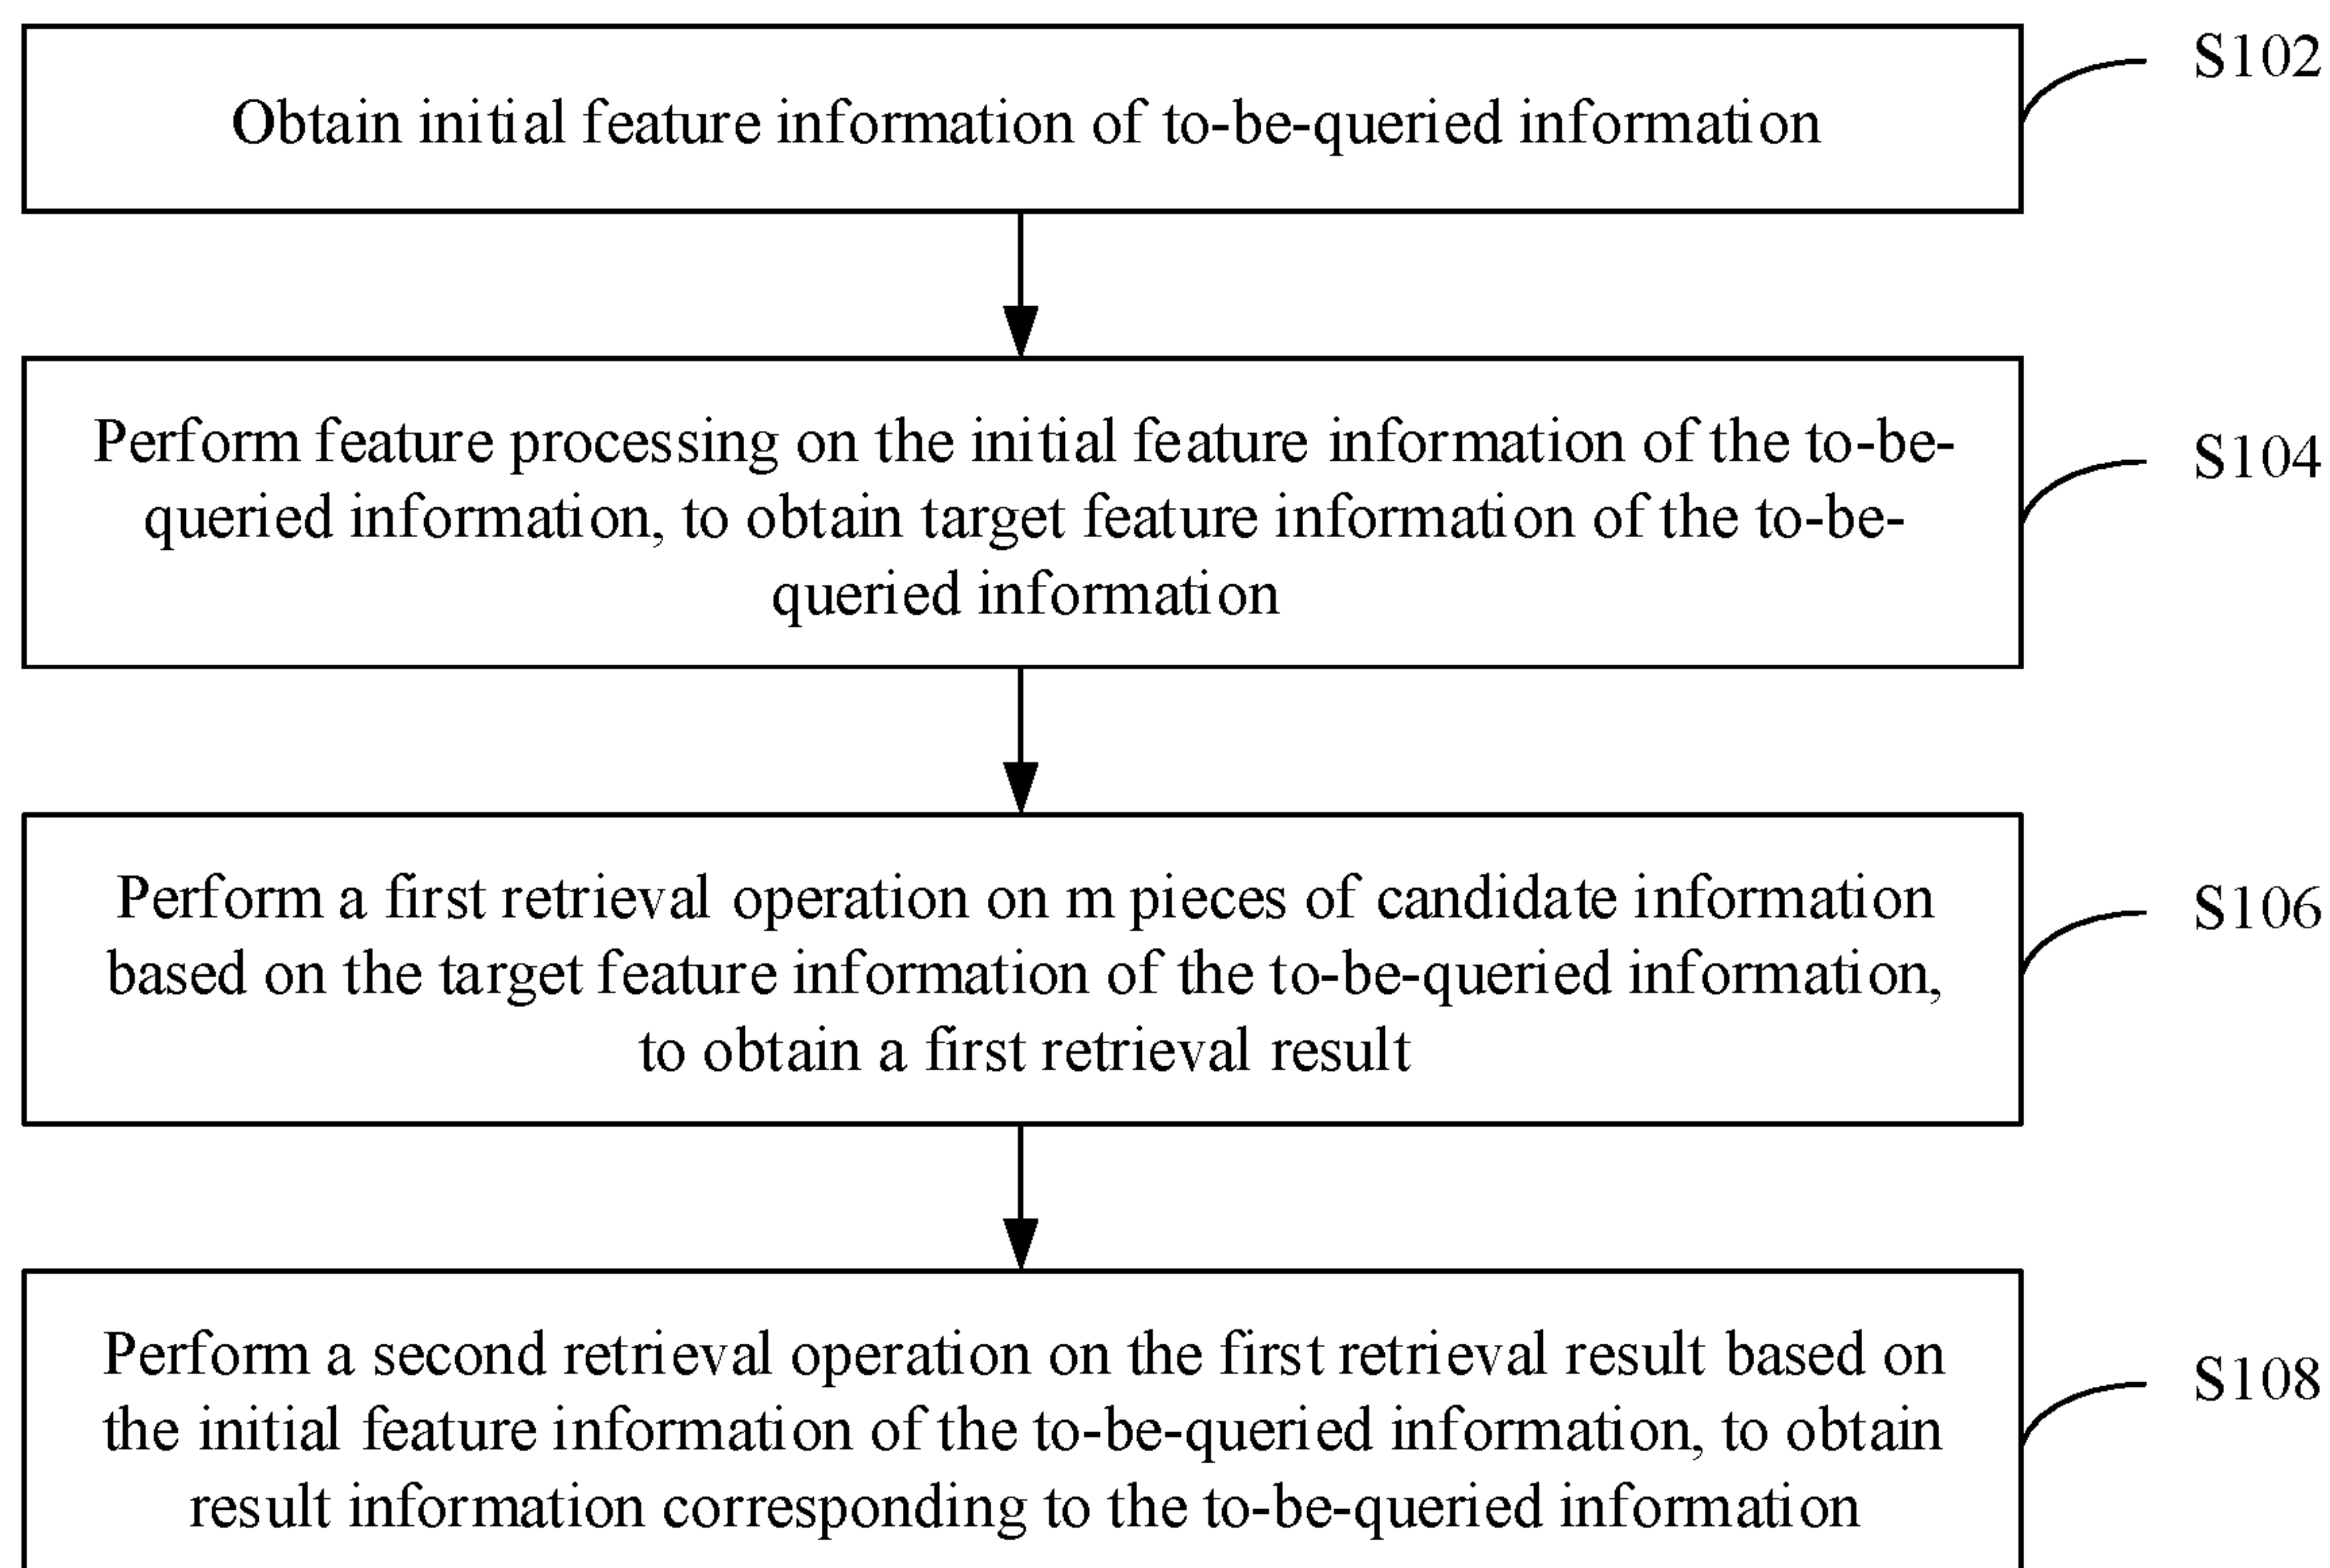 S102
Obtain initial feature information of to-be-queried information
Perform feature processing on the initial feature information of the to-be-
S104
queried information, to obtain target feature information of the to-be-
queried information
Perform a first retrieval operation on m pieces of candidate information
S106
based on the target feature information of the to-be-queried information,
to obtain a first retrieval result
Perform a second retrieval operation on the first retrieval result based on
S108
the initial feature information of the to-be-queried information, to obtain
result information corresponding to the to-be-queried information